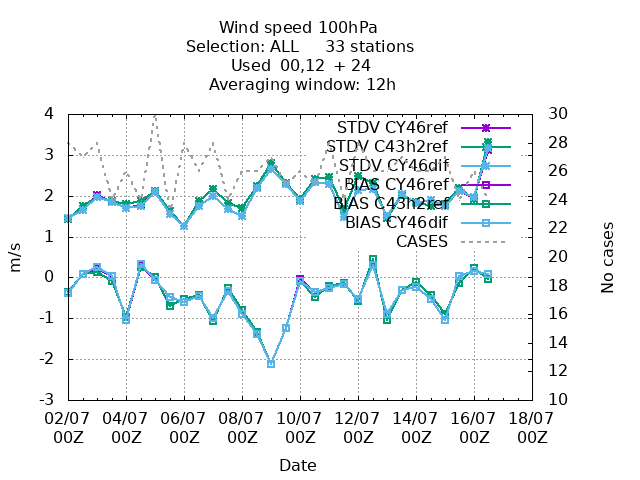 Wind speed 100hPa
Selection: ALL 33 stations
Used 00,12 + 24
Averaging window: 12h
4
3
2
1
0
-1
-2
-3
m/s
30
28
26
24
22
20
18
16
14
12
10
No cases
STDV CY46ref
STDV C43h2ref
STDV CY46dif
BIAS CY46ref
BIAS C43h2ref
BIAS CY46dif
CASES
02/07 04/07 06/07 08/07 10/07 12/07 14/07 16/07 18/07
00Z 00Z 00Z 00Z 00Z 00Z 00Z 00Z 00Z
Date